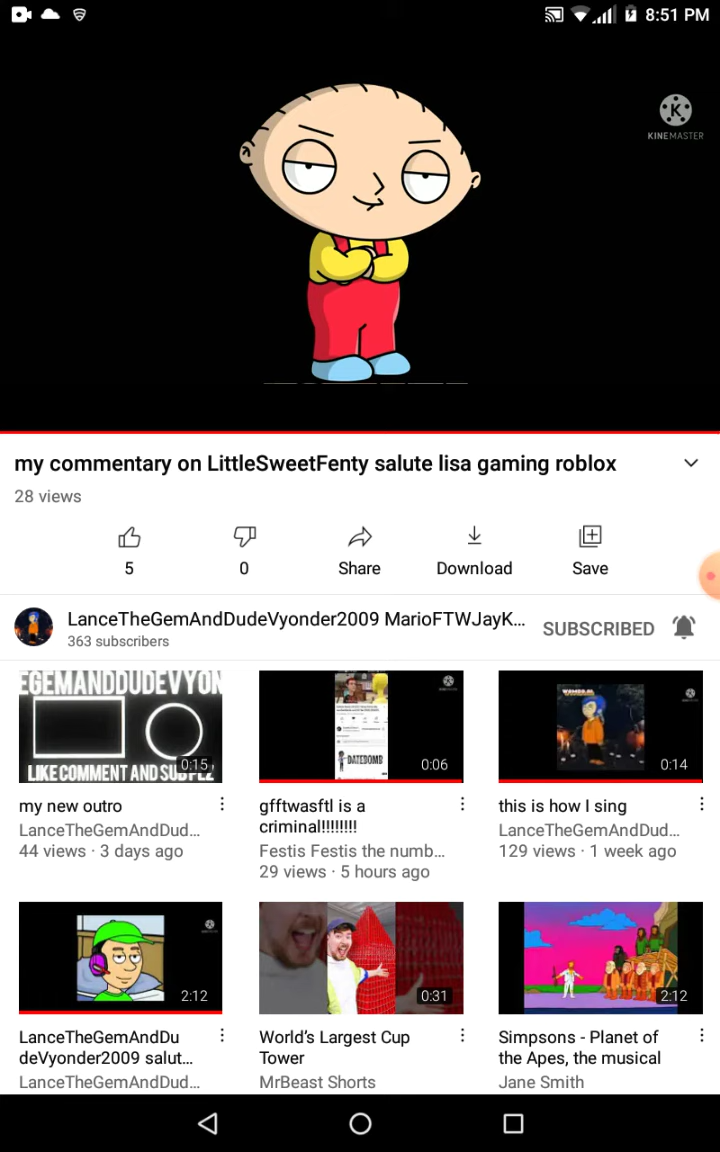 8:51 PM
K
KINEMASTER
my commentary on LittleSweetFenty salute lisa gaming roblox
28 views
5
0
Share
Download
Save
LanceTheGemAndDudeVyonder2009 MarioFTWJayK...
363 subscribers
SUBSCRIBED
EGEMANDDUDEVYON
LIKE COMMENT AND SUB PLZ
0:15
DATEDOMB
0:06
0:14
my new outro
LanceTheGemAndDud...
44 views · 3 days ago
gfftwasftl is a
criminal!!!!!!!!
Festis Festis the numb...
29 views · 5 hours ago
this is how I sing
LanceTheGemAndDud...
129 views · 1 week ago
2:12
0:31
2:12
LanceTheGemAndDu
deVyonder2009 salut...
LanceTheGemAndDud...
World's Largest Cup
Tower
MrBeast Shorts
Simpsons - Planet of
the Apes, the musical
Jane Smith